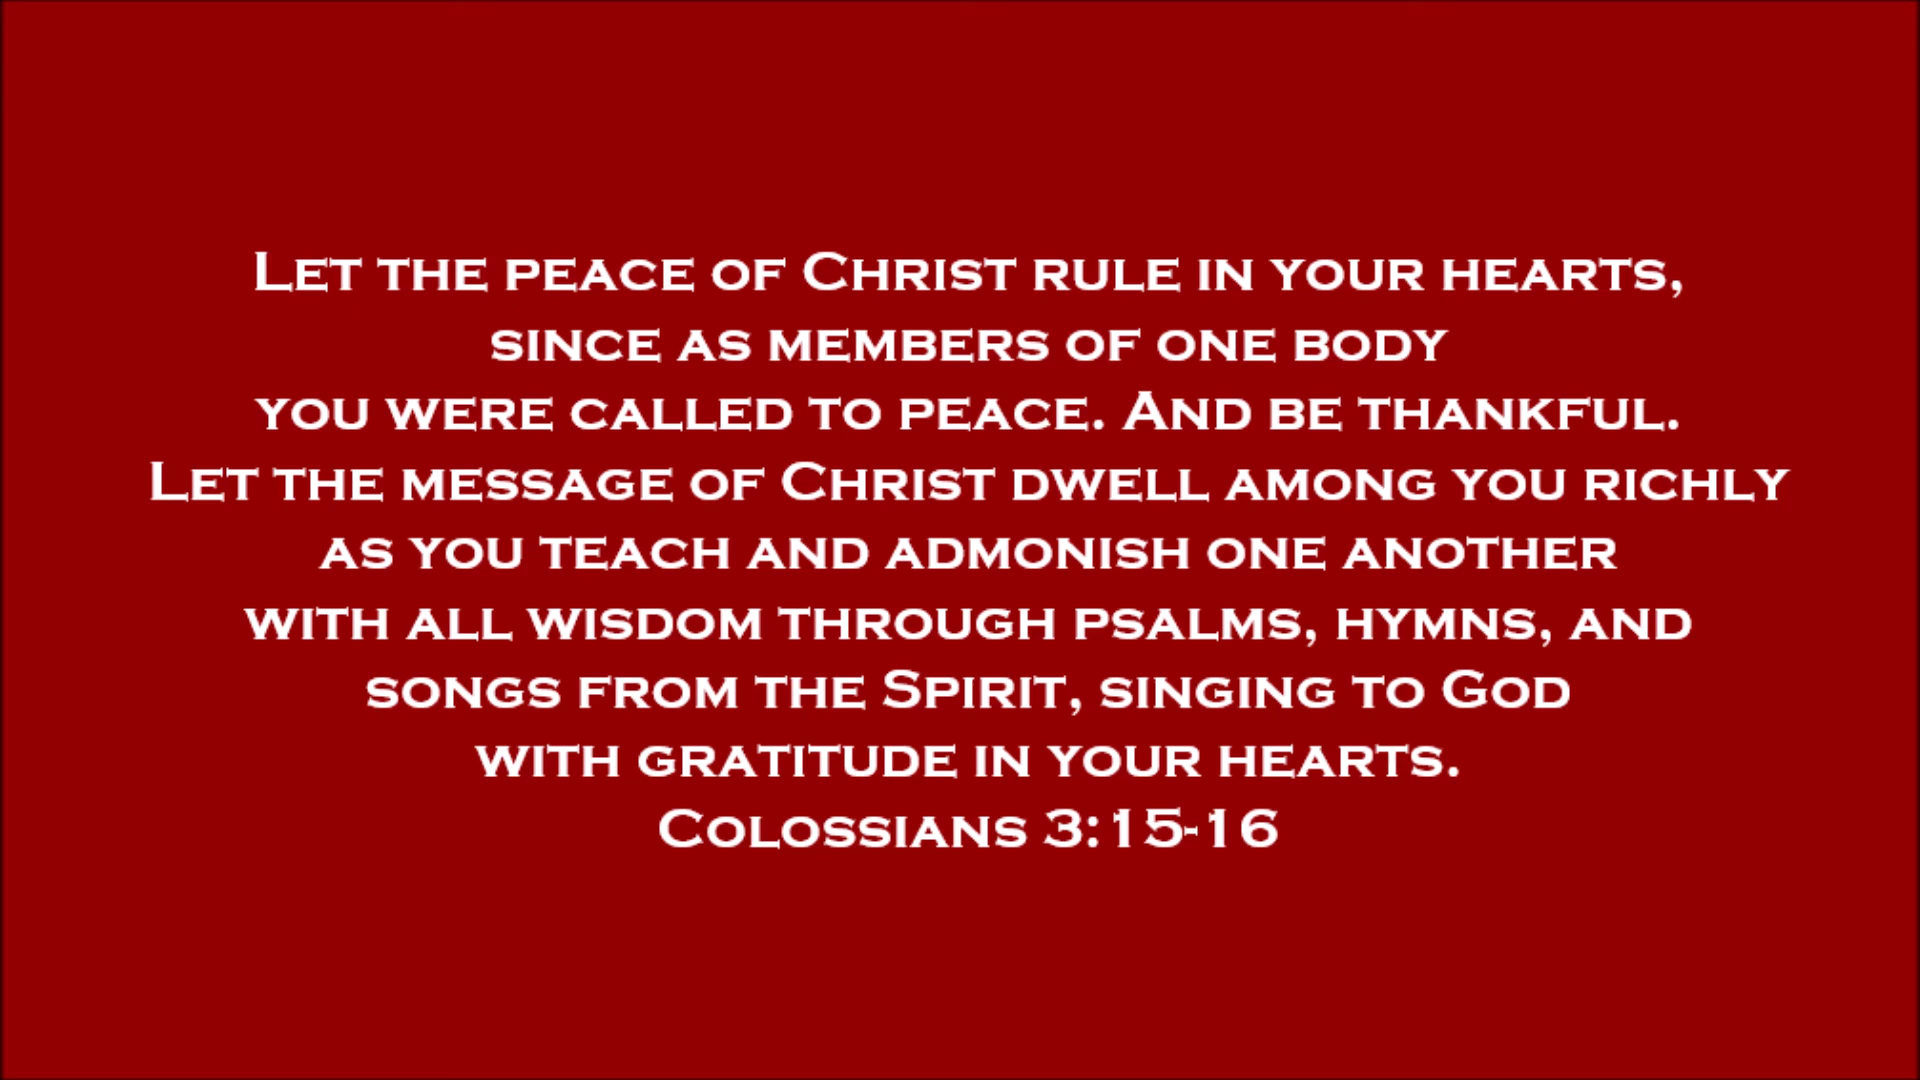 Let the peace of Christ rule in your hearts,
since as members of one body
you were called to peace. And be thankful.
Let the message of Christ dwell among you richly
as you teach and admonish one another
with all wisdom through psalms, hymns, and
songs from the Spirit, singing to God
with gratitude in your hearts.
Colossians 3:15-16